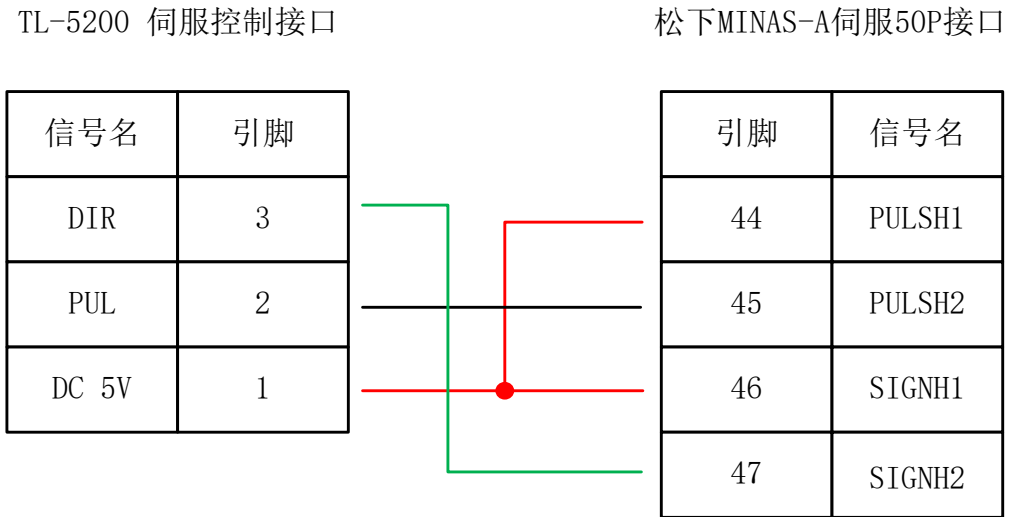 TL-5200 伺服控制接口
松下MINAS-A伺服50P接口
信号名 引脚
DIR 3
PUL 2
DC 5V 1
引脚 信号名
44 PULSH1
45 PULSH2
46 SIGNH1
47 SIGNH2